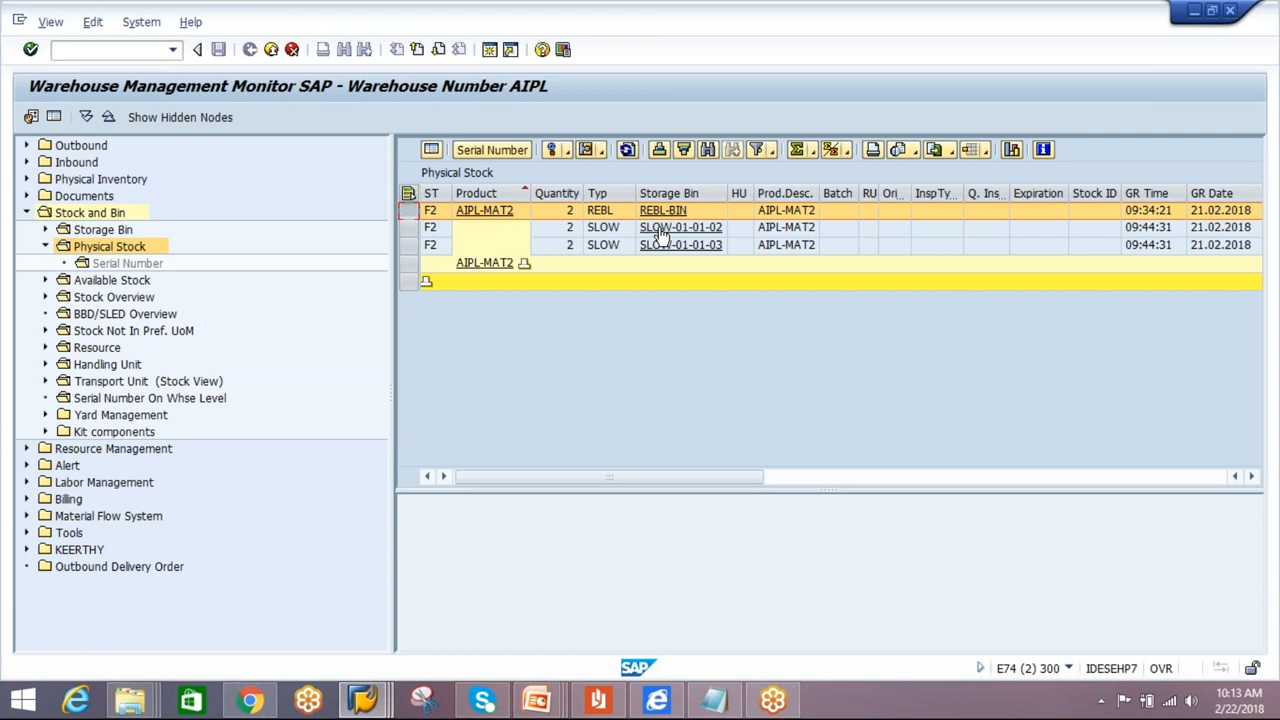 View Edit System Help
Warehouse Management Monitor SAP - Warehouse Number AIPL
Show Hidden Nodes
Outbound
Inbound
Physical Inventory
Documents
Stock and Bin
Storage Bin
Physical Stock
Serial Number
Available Stock
Stock Overview
BBD/SLED Overview
Stock Not In Pref. UoM
Resource
Handling Unit
Transport Unit (Stock View)
Serial Number On Whse Level
Yard Management
Kit components
Resource Management
Alert
Labor Management
Billing
Material Flow System
Tools
KEERTHY
Outbound Delivery Order
Serial Number
Physical Stock
ST Product Quantity Typ Storage Bin HU Prod.Desc. Batch RU Ori... InspTy... Q. Ins... Expiration Stock ID GR Time GR Date
F2 AIPL-MAT2 2 REBL REBL-BIN AIPL-MAT2 09:34:21 21.02.2018
F2 2 SLOW SLOW-01-01-02 AIPL-MAT2 09:44:31 21.02.2018
F2 2 SLOW SLOW-01-01-03 AIPL-MAT2 09:44:31 21.02.2018
AIPL-MAT2
SAP
E74 (2) 300 IDESEHP7 OVR
10:13 AM
2/22/2018